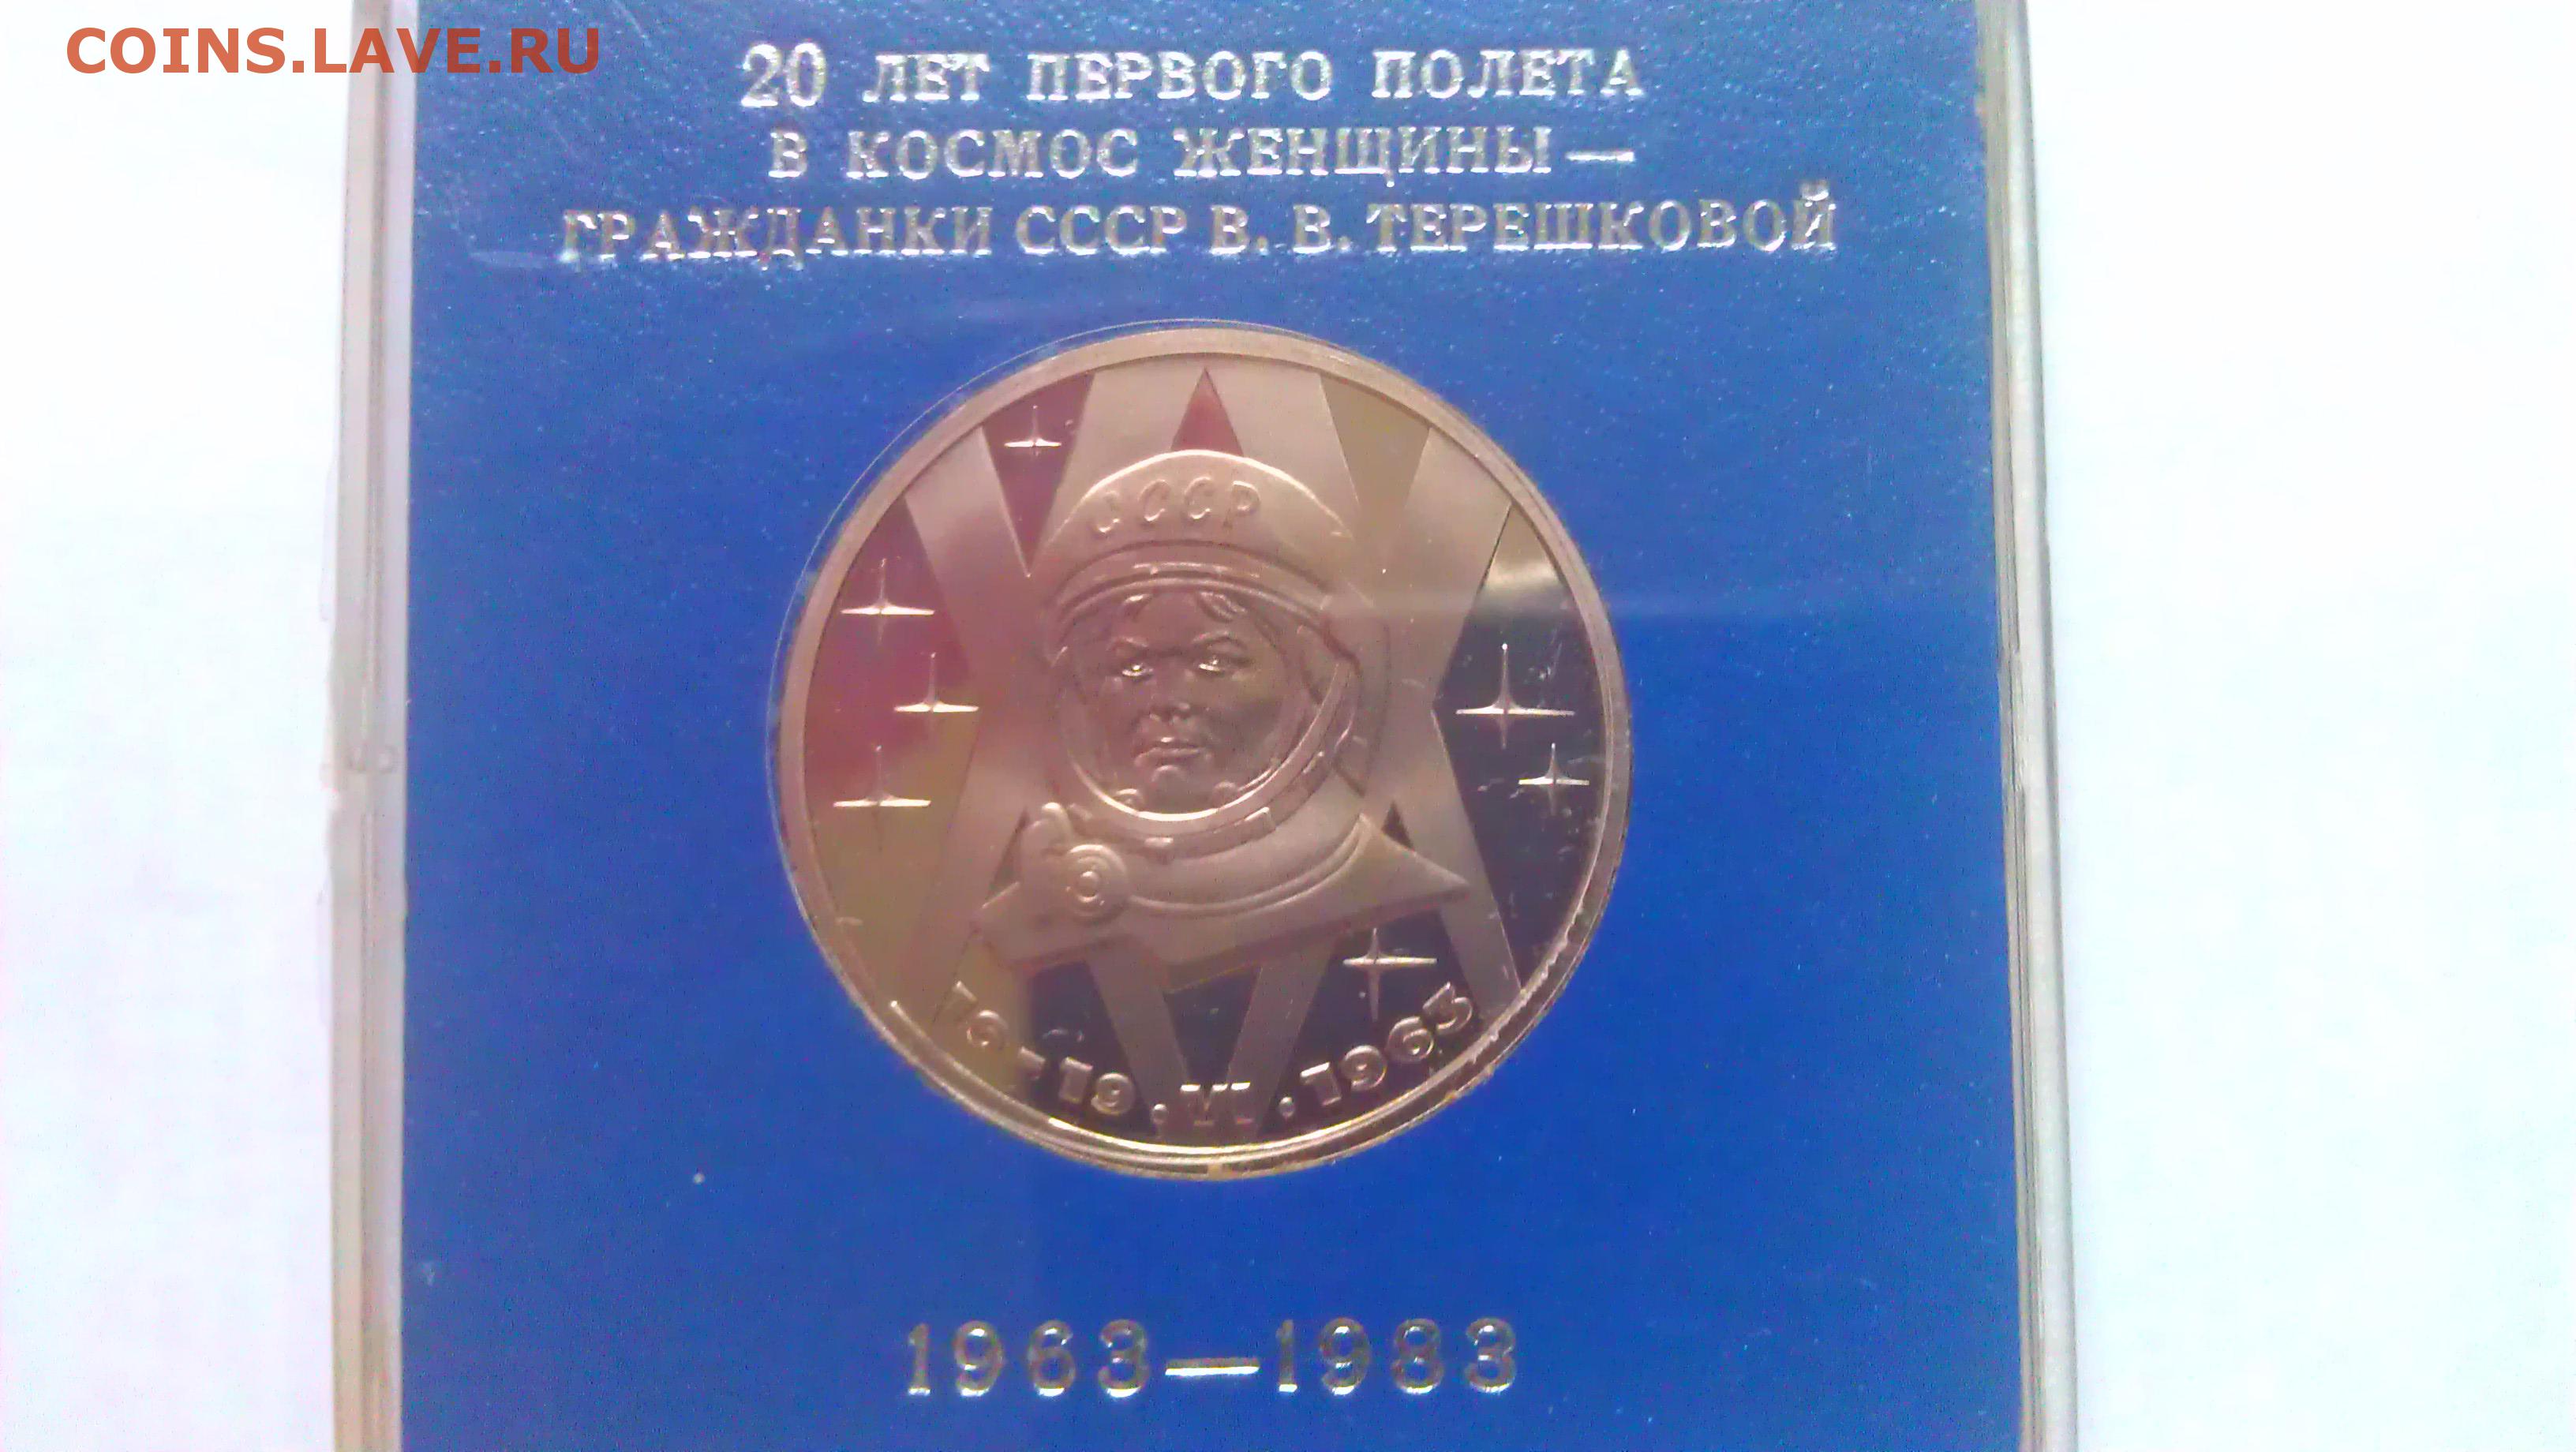 COINS.LAVE.RU
20 ЛЕТ ПЕРВОГО ПОЛЕТА
В КОСМОС ЖЕНЩИНЫ —
ГРАЖДАНКИ СССР В. В. ТЕРЕШКОВОЙ
СССР
16-19·VI·1963
1963—1983